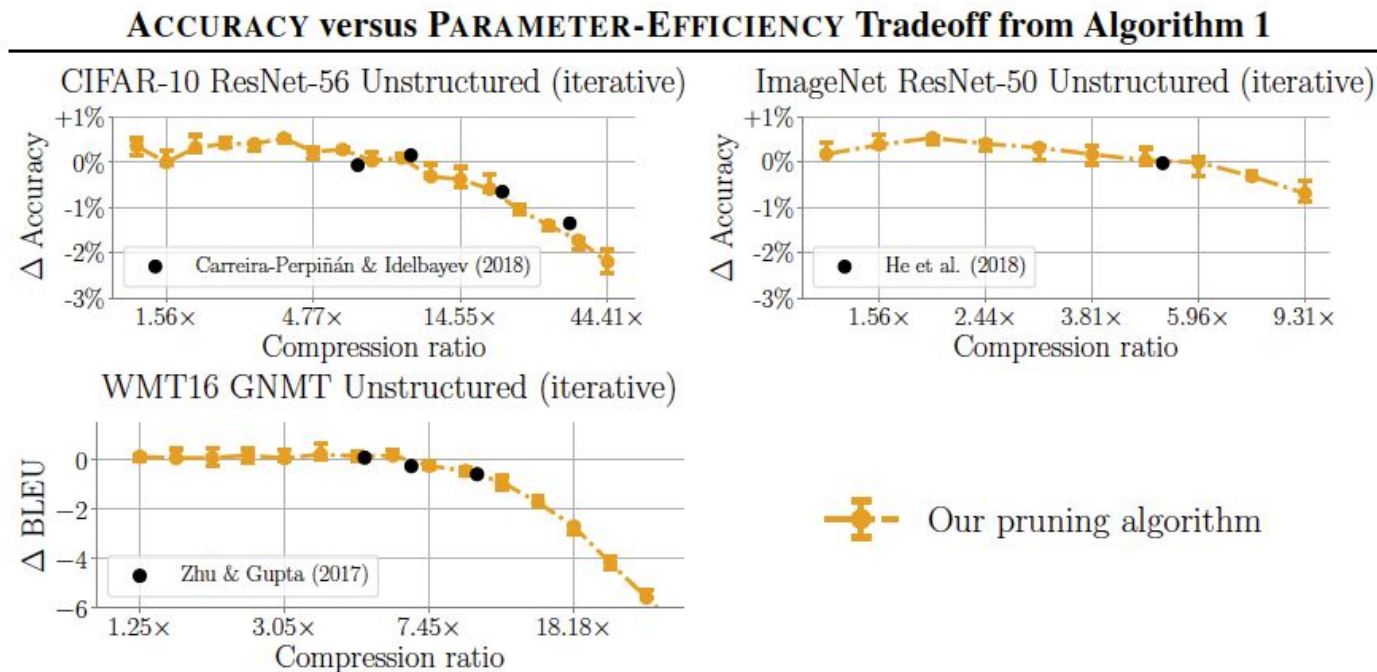 ACCURACY versus PARAMETER-EFFICIENCY Tradeoff from Algorithm 1
CIFAR-10 ResNet-56 Unstructured (iterative)
+1%
0%
-1%
-2%
-3%
Δ Accuracy
Carreira-Perpiñán & Idelbayev (2018)
1.56× 4.77× 14.55× 44.41×
Compression ratio
ImageNet ResNet-50 Unstructured (iterative)
+1%
0%
-1%
-2%
-3%
Δ Accuracy
He et al. (2018)
1.56× 2.44× 3.81× 5.96× 9.31×
Compression ratio
WMT16 GNMT Unstructured (iterative)
0
−2
−4
−6
Δ BLEU
Zhu & Gupta (2017)
1.25× 3.05× 7.45× 18.18×
Compression ratio
Our pruning algorithm